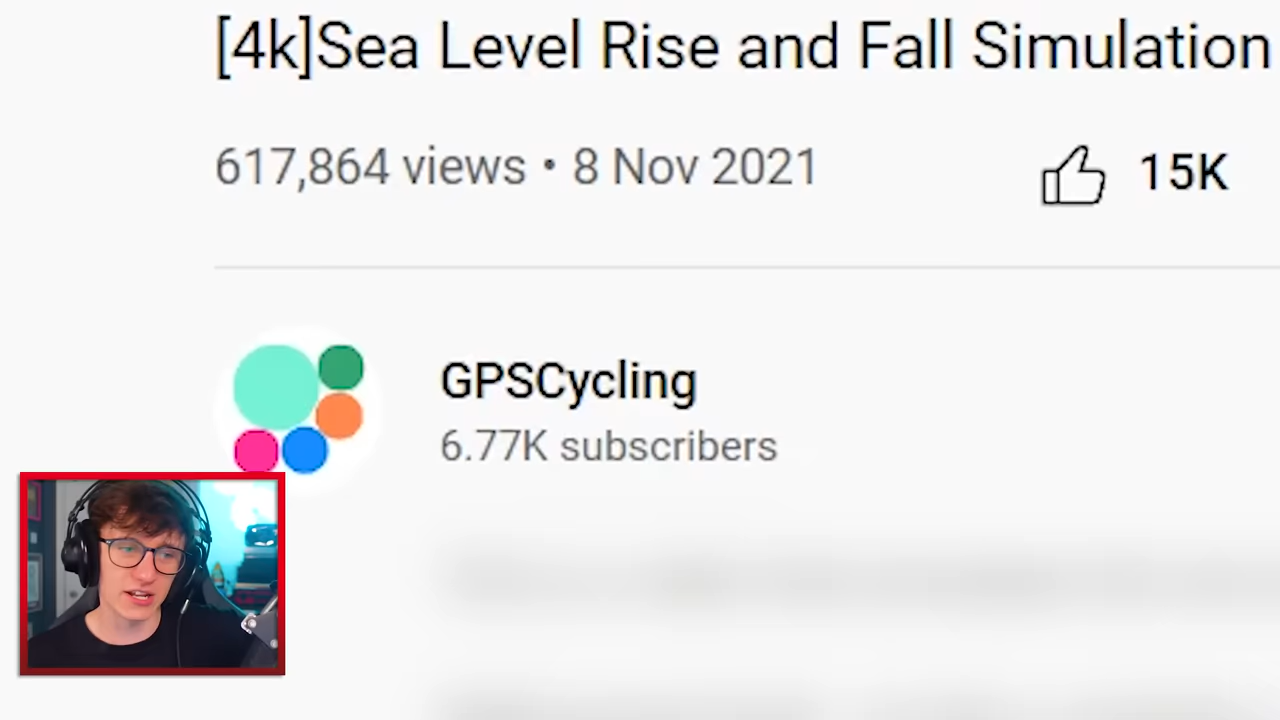 [4k]Sea Level Rise and Fall Simulation
617,864 views • 8 Nov 2021
15K
GPSCycling
6.77K subscribers